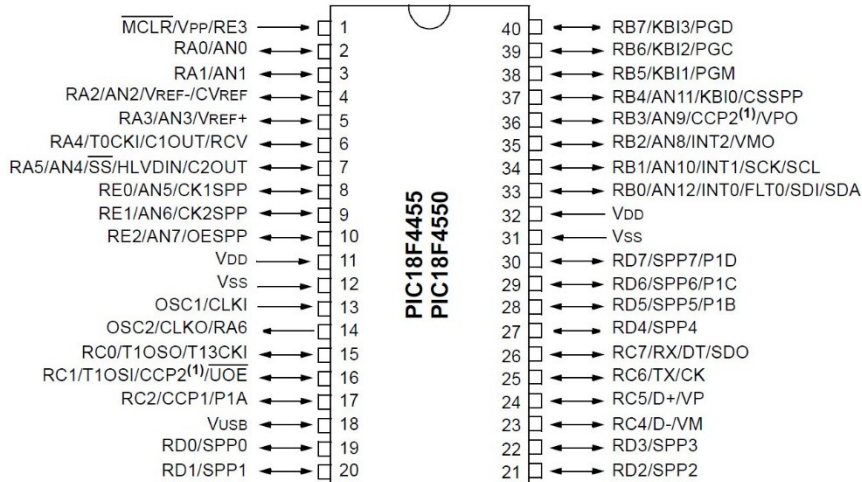 MCLR/VPP/RE3 1
RA0/AN0 2
RA1/AN1 3
RA2/AN2/VREF-/CVREF 4
RA3/AN3/VREF+ 5
RA4/T0CKI/C1OUT/RCV 6
RA5/AN4/SS/HLVDIN/C2OUT 7
RE0/AN5/CK1SPP 8
RE1/AN6/CK2SPP 9
RE2/AN7/OESPP 10
VDD 11
VSS 12
OSC1/CLKI 13
OSC2/CLKO/RA6 14
RC0/T1OSO/T13CKI 15
RC1/T1OSI/CCP2(1)/UOE 16
RC2/CCP1/P1A 17
VUSB 18
RD0/SPP0 19
RD1/SPP1 20
PIC18F4455
PIC18F4550
40 RB7/KBI3/PGD
39 RB6/KBI2/PGC
38 RB5/KBI1/PGM
37 RB4/AN11/KBI0/CSSPP
36 RB3/AN9/CCP2(1)/VPO
35 RB2/AN8/INT2/VMO
34 RB1/AN10/INT1/SCK/SCL
33 RB0/AN12/INT0/FLT0/SDI/SDA
32 VDD
31 VSS
30 RD7/SPP7/P1D
29 RD6/SPP6/P1C
28 RD5/SPP5/P1B
27 RD4/SPP4
26 RC7/RX/DT/SDO
25 RC6/TX/CK
24 RC5/D+/VP
23 RC4/D-/VM
22 RD3/SPP3
21 RD2/SPP2